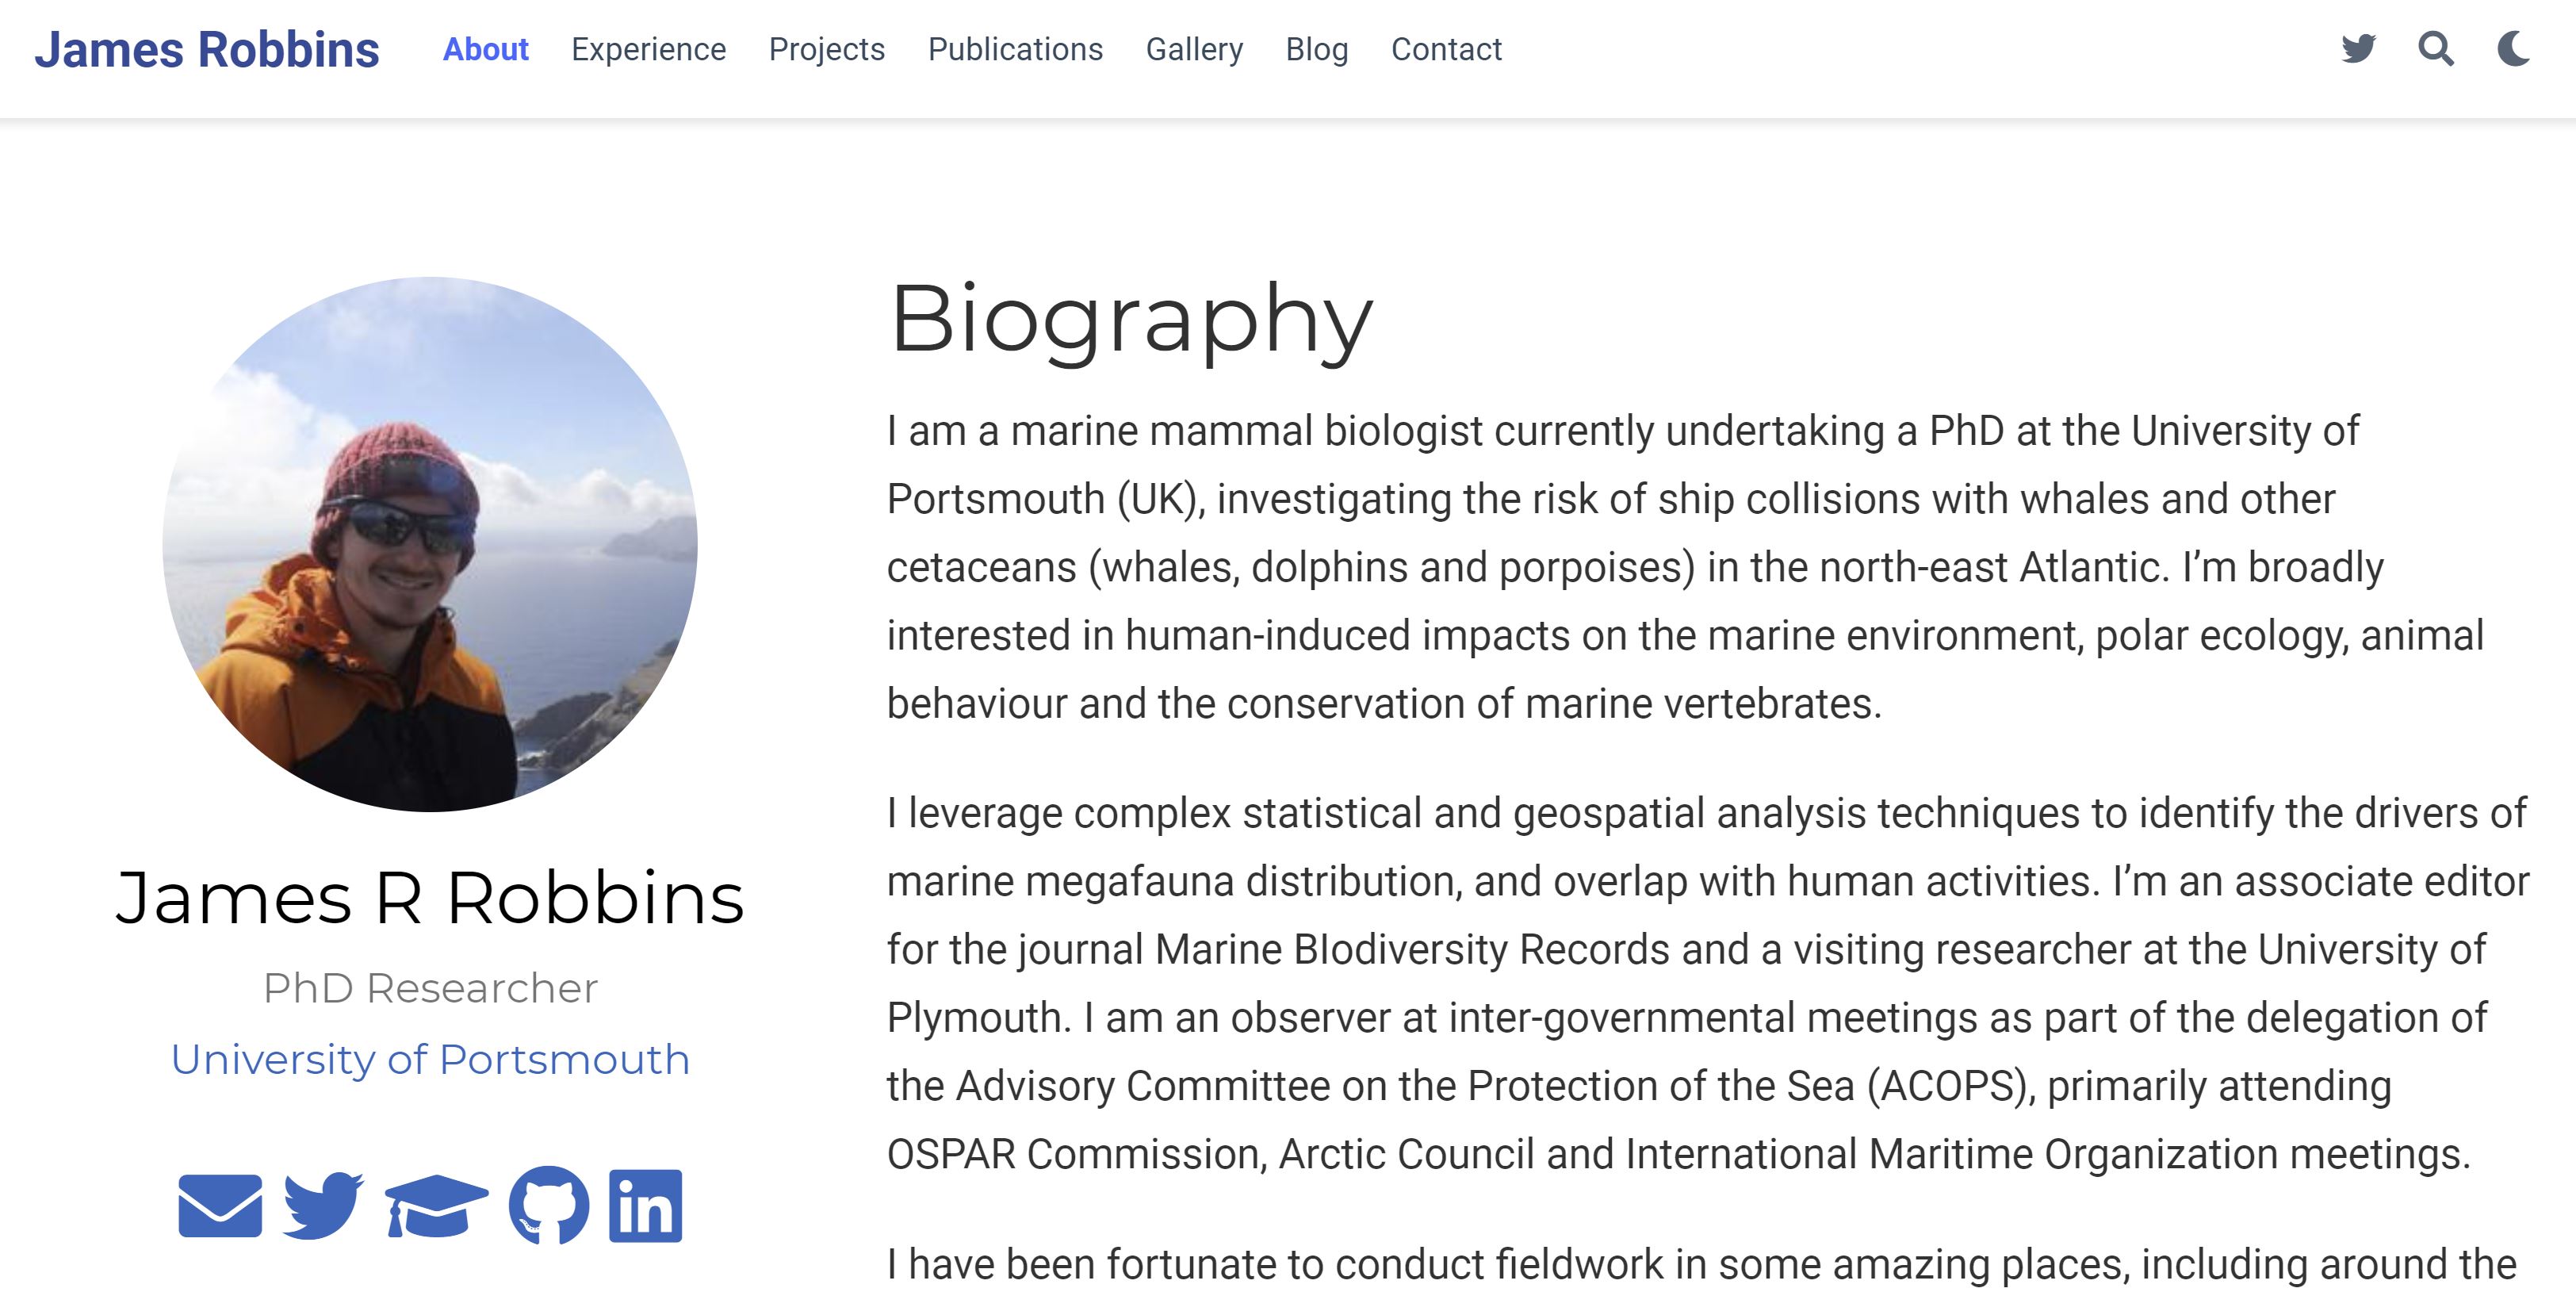 James Robbins About Experience Projects Publications Gallery Blog Contact
Biography
I am a marine mammal biologist currently undertaking a PhD at the University of
Portsmouth (UK), investigating the risk of ship collisions with whales and other
cetaceans (whales, dolphins and porpoises) in the north-east Atlantic. I’m broadly
interested in human-induced impacts on the marine environment, polar ecology, animal
behaviour and the conservation of marine vertebrates.
I leverage complex statistical and geospatial analysis techniques to identify the drivers of
marine megafauna distribution, and overlap with human activities. I’m an associate editor
for the journal Marine BIodiversity Records and a visiting researcher at the University of
Plymouth. I am an observer at inter-governmental meetings as part of the delegation of
the Advisory Committee on the Protection of the Sea (ACOPS), primarily attending
OSPAR Commission, Arctic Council and International Maritime Organization meetings.
I have been fortunate to conduct fieldwork in some amazing places, including around the
James R Robbins
PhD Researcher
University of Portsmouth
in